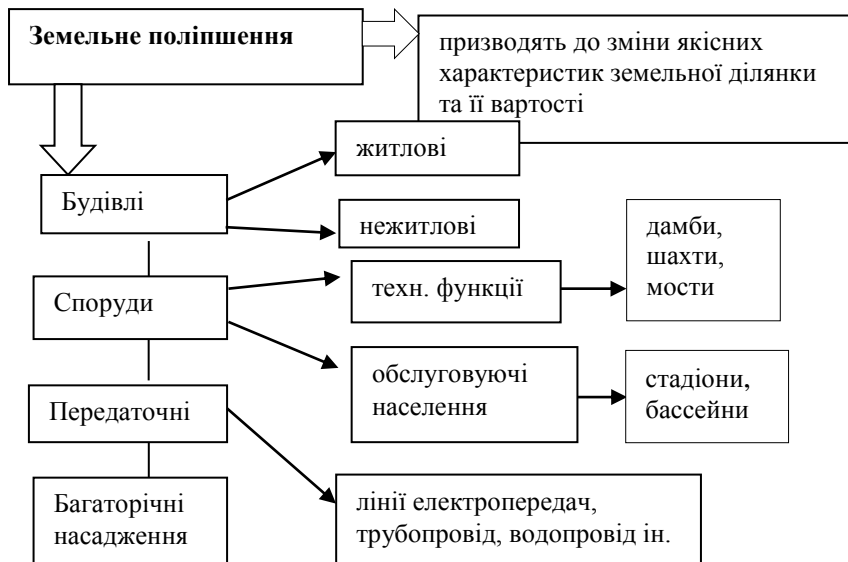 Земельне поліпшення
призводять до зміни якісних
характеристик земельної ділянки
та її вартості
житлові
Будівлі
нежитлові
дамби,
шахти,
мости
техн. функції
Споруди
обслуговуючі
населення
стадіони,
бассейни
Передаточні
Багаторічні
насадження
лінії електропередач,
трубопровід, водопровід ін.